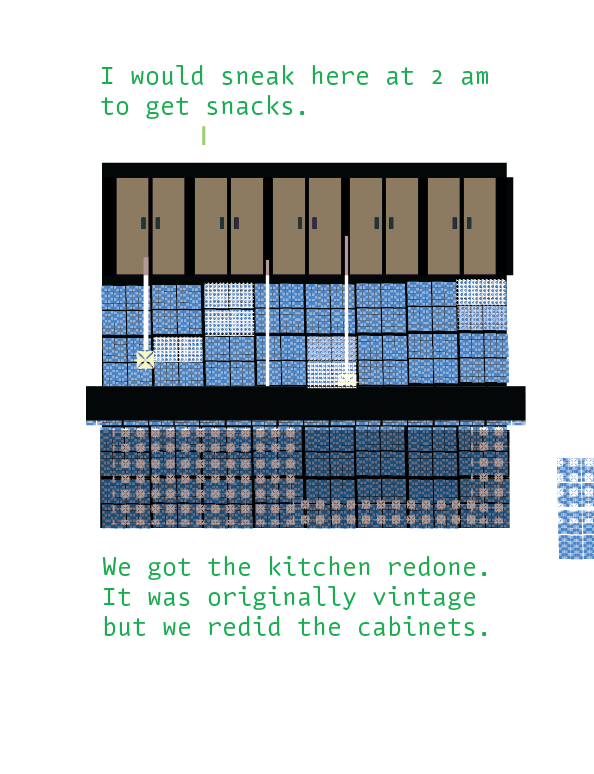 I would sneak here at 2 am
to get snacks.
We got the kitchen redone.
It was originally vintage
but we redid the cabinets.